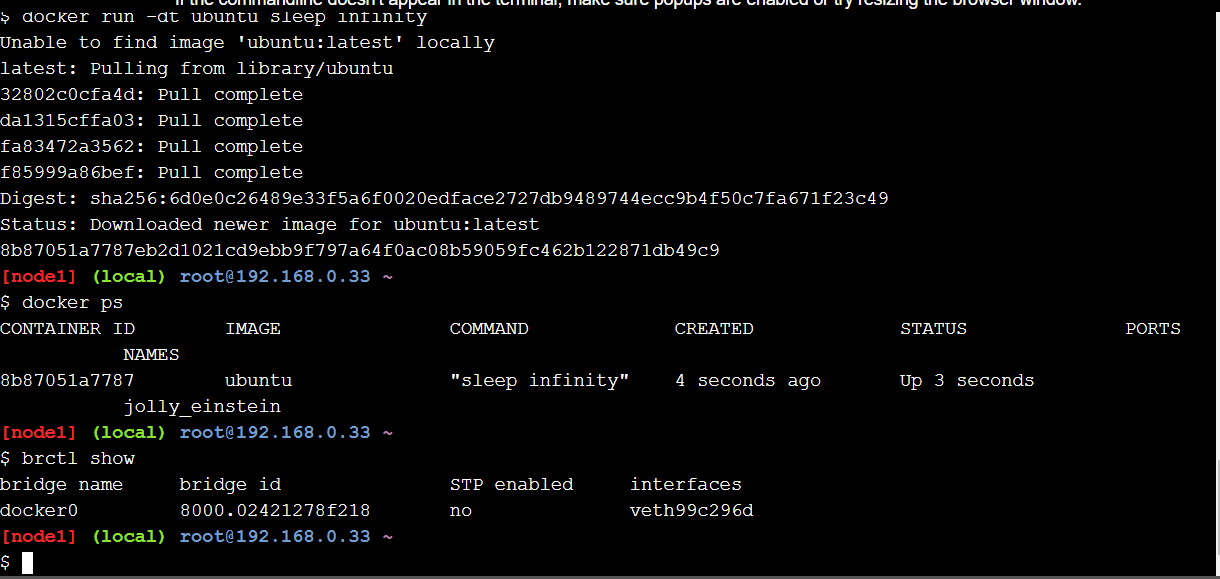 If the commandline doesn't appear in the terminal, make sure popups are enabled or try resizing the browser window.
$ docker run -dt ubuntu sleep infinity
Unable to find image 'ubuntu:latest' locally
latest: Pulling from library/ubuntu
32802c0cfa4d: Pull complete
da1315cffa03: Pull complete
fa83472a3562: Pull complete
f85999a86bef: Pull complete
Digest: sha256:6d0e0c26489e33f5a6f0020edface2727db9489744ecc9b4f50c7fa671f23c49
Status: Downloaded newer image for ubuntu:latest
8b87051a7787eb2d1021cd9ebb9f797a64f0ac08b59059fc462b122871db49c9
[node1] (local) root@192.168.0.33 ~
$ docker ps
CONTAINER ID        IMAGE               COMMAND             CREATED             STATUS              PORTS
           NAMES
8b87051a7787        ubuntu              "sleep infinity"    4 seconds ago       Up 3 seconds
           jolly_einstein
[node1] (local) root@192.168.0.33 ~
$ brctl show
bridge name     bridge id               STP enabled     interfaces
docker0         8000.02421278f218       no              veth99c296d
[node1] (local) root@192.168.0.33 ~
$